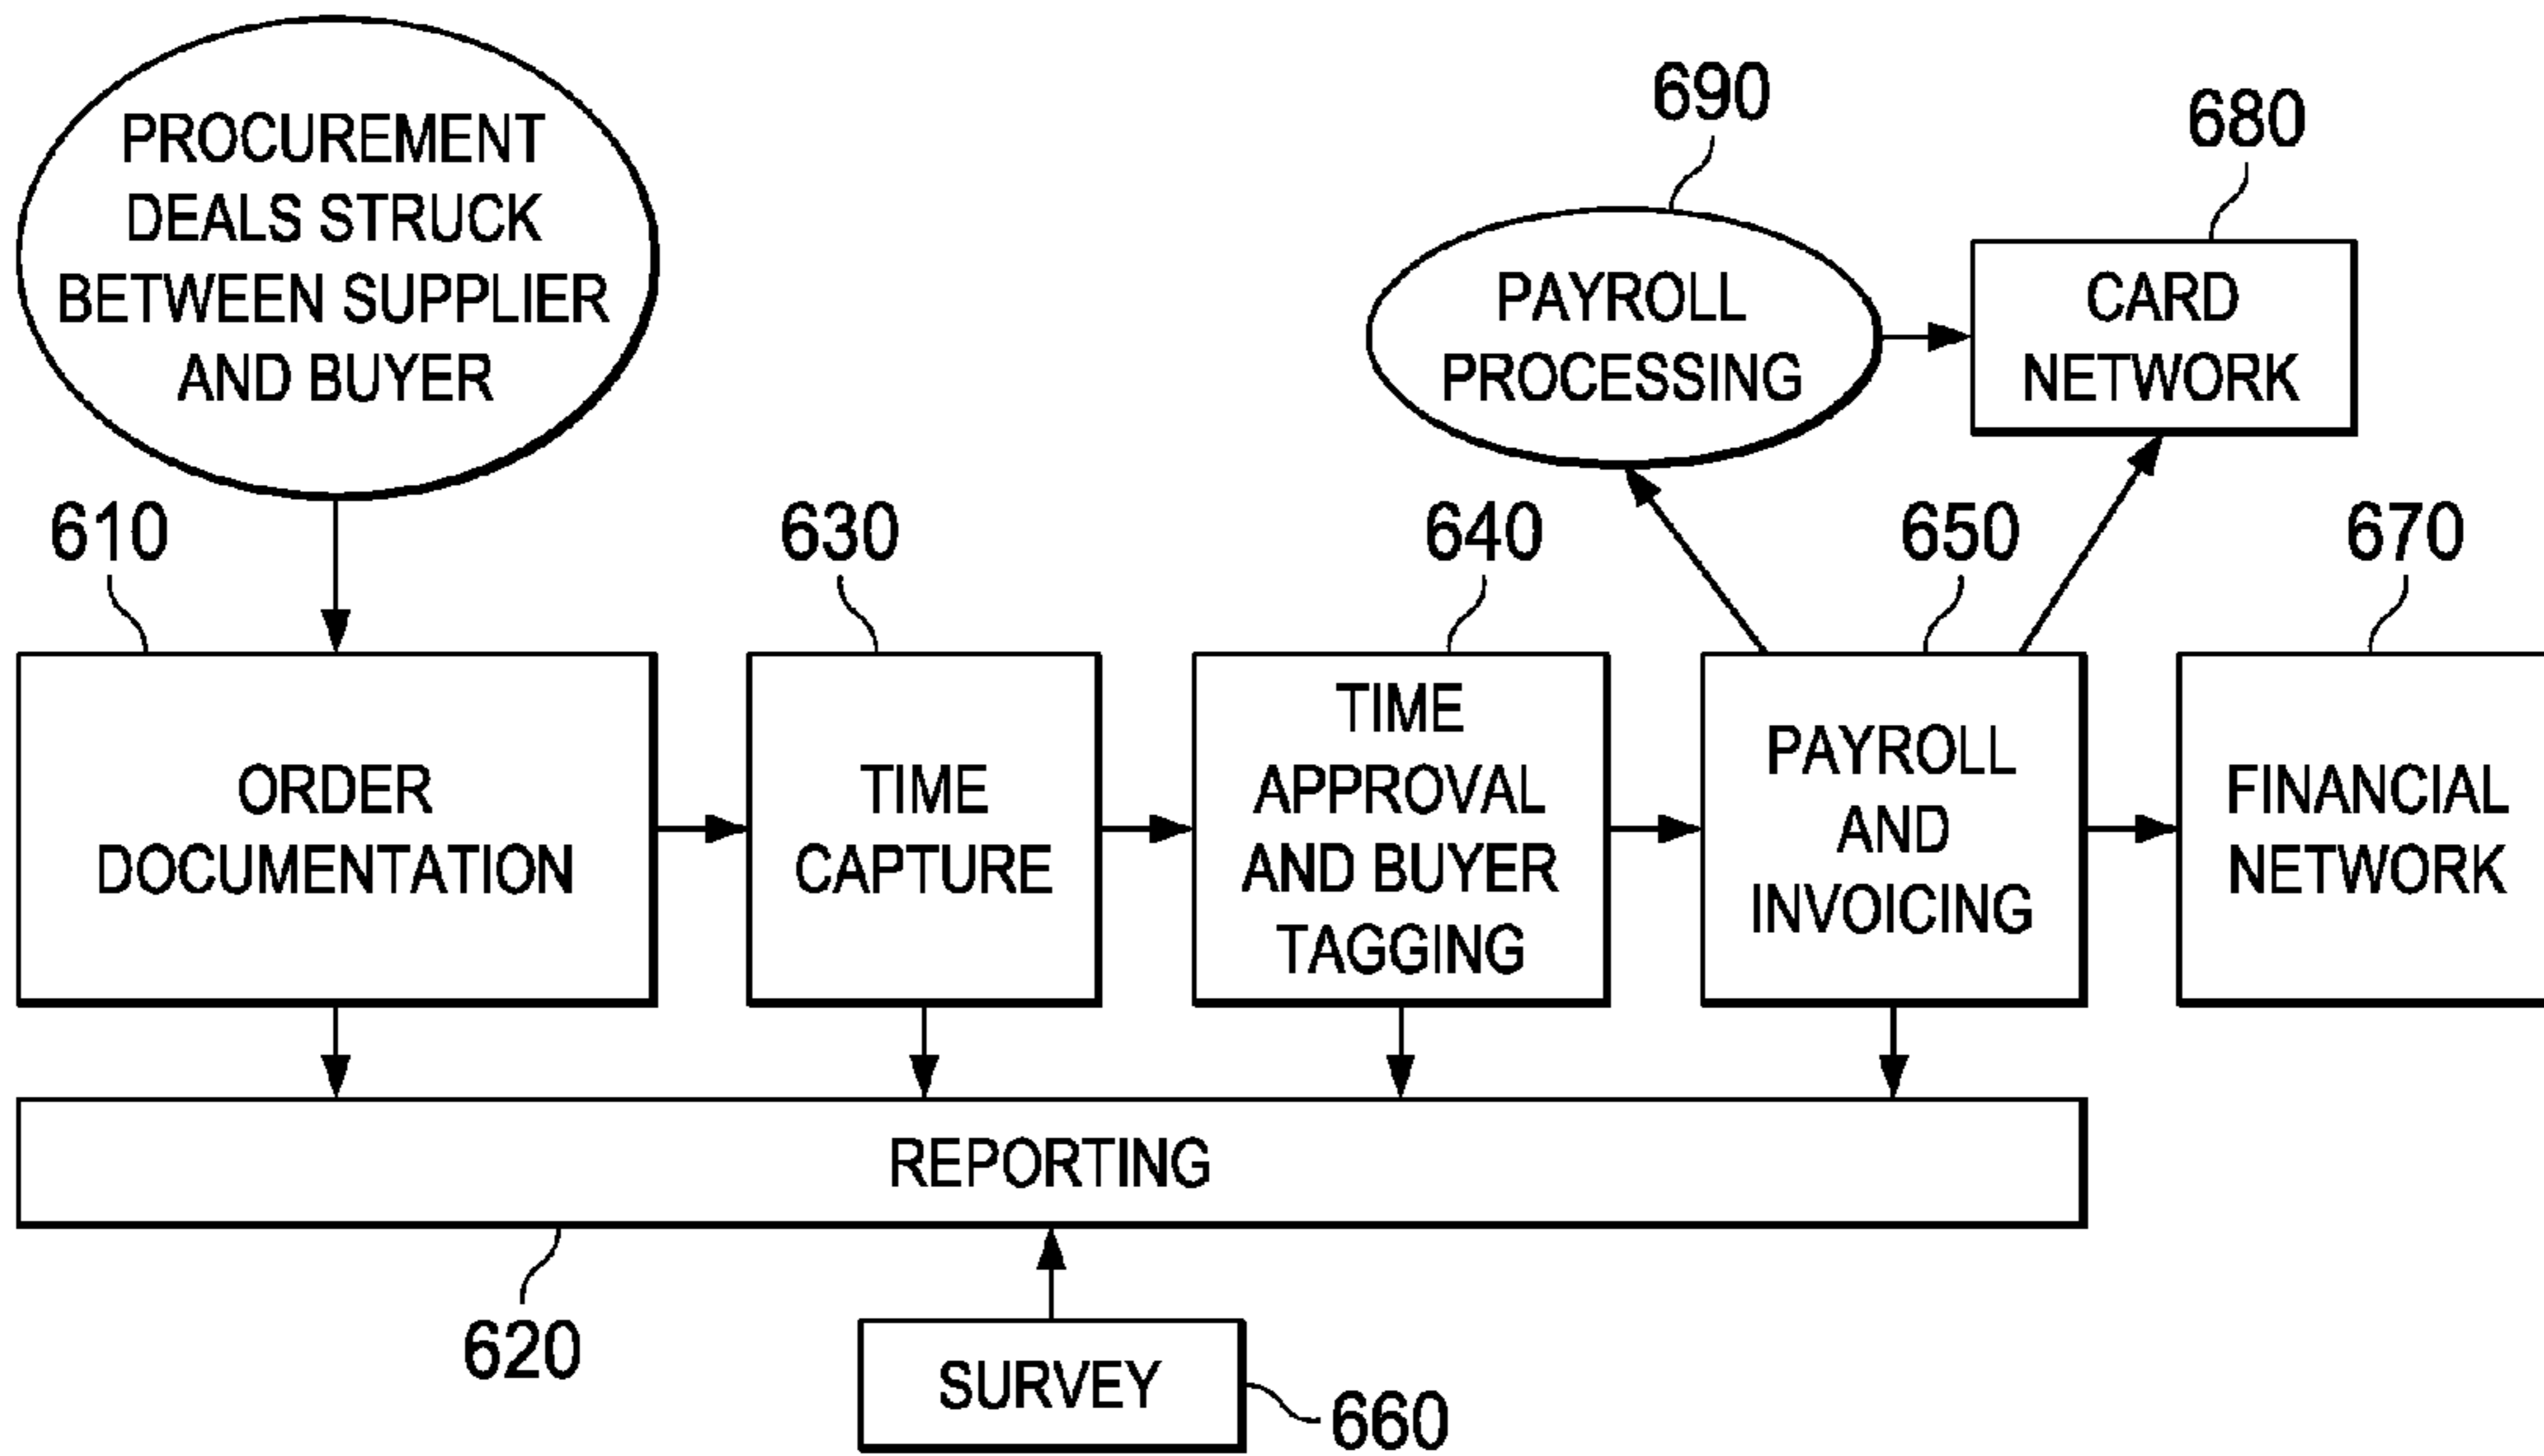 PROCUREMENT
DEALS STRUCK
BETWEEN SUPPLIER
AND BUYER
690
PAYROLL
PROCESSING
680
CARD
NETWORK
610
ORDER
DOCUMENTATION
630
TIME
CAPTURE
640
TIME
APPROVAL
AND BUYER
TAGGING
650
PAYROLL
AND
INVOICING
670
FINANCIAL
NETWORK
REPORTING
620
SURVEY
660